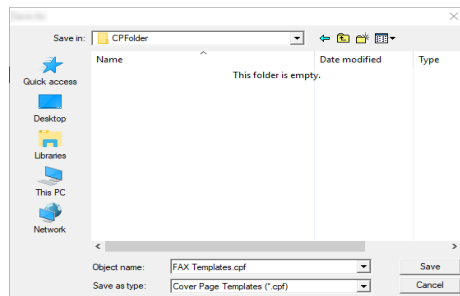 Save in: CPFolder
Name Date modified Type
This folder is empty.
Quick access
Desktop
Libraries
This PC
Network
Object name: FAX Templates.cpf Save
Save as type: Cover Page Templates (*.cpf) Cancel